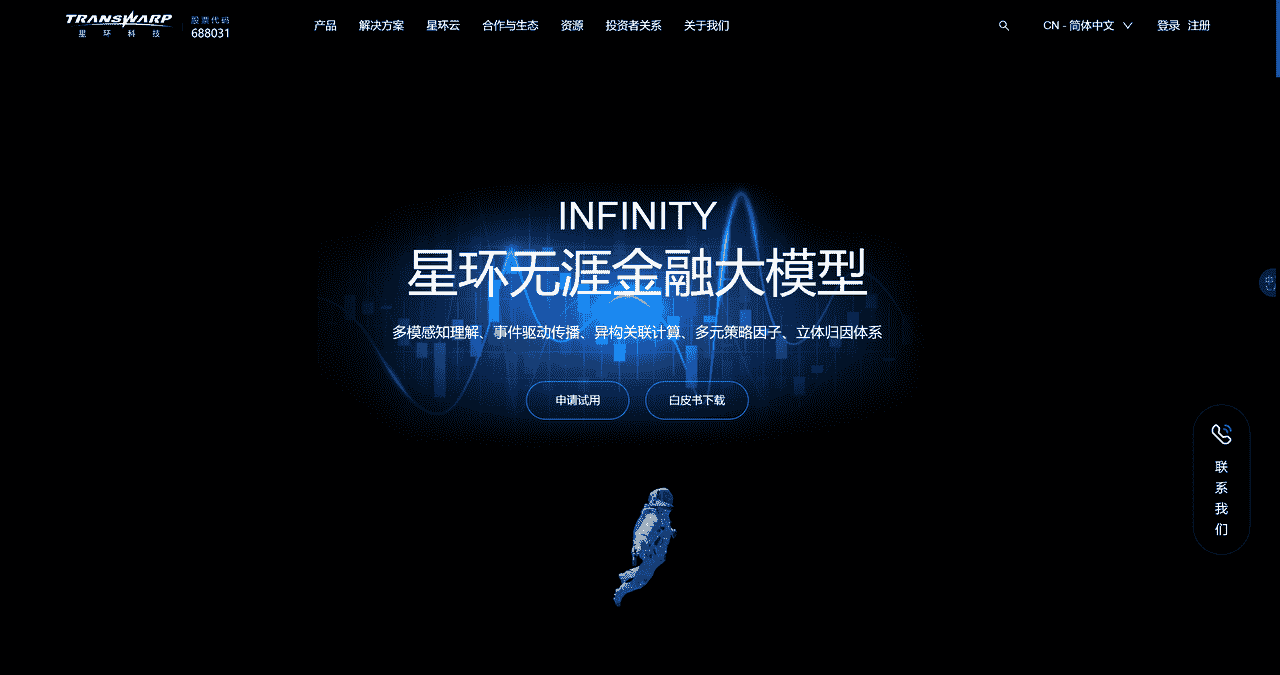 TRANSWARP
星环科技
股票代码
688031
产品 解决方案 星环云 合作与生态 资源 投资者关系 关于我们
CN - 简体中文
登录 注册
INFINITY
星环无涯金融大模型
多模感知理解、事件驱动传播、异构关联计算、多元策略因子、立体归因体系
申请试用
白皮书下载
联系我们